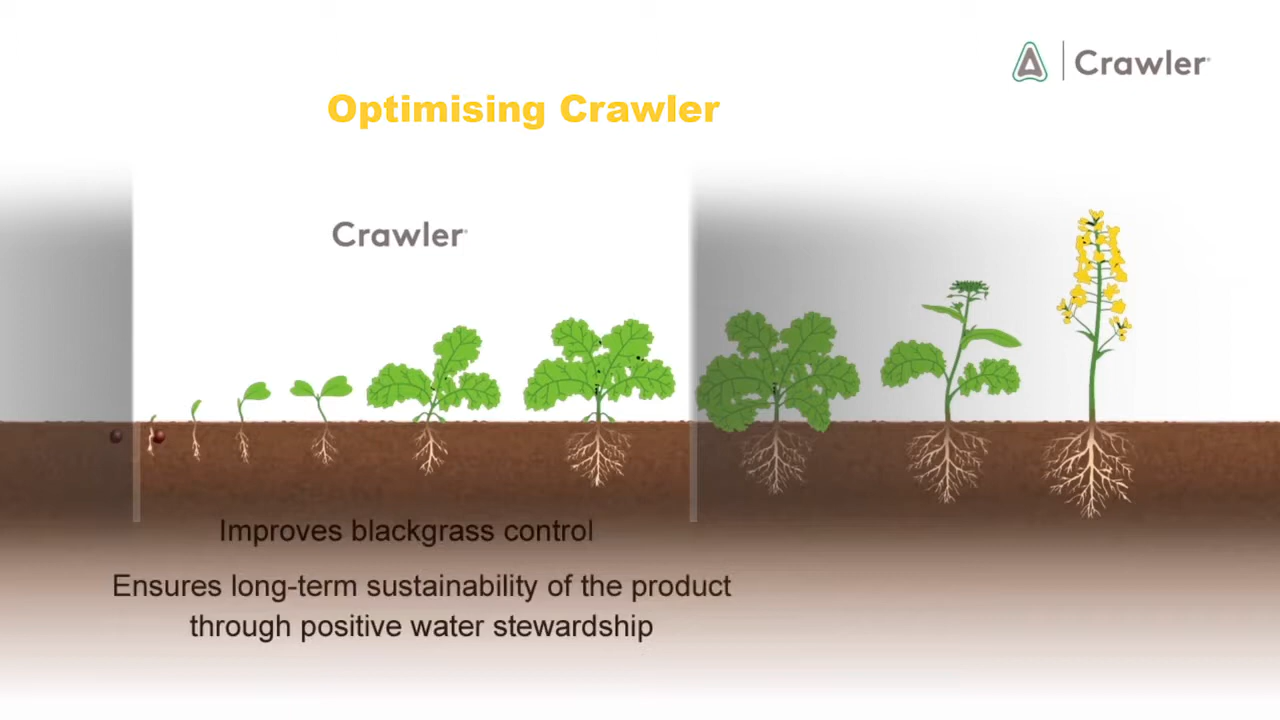 Crawler®
Optimising Crawler
Crawler®
Improves blackgrass control
Ensures long-term sustainability of the product
through positive water stewardship